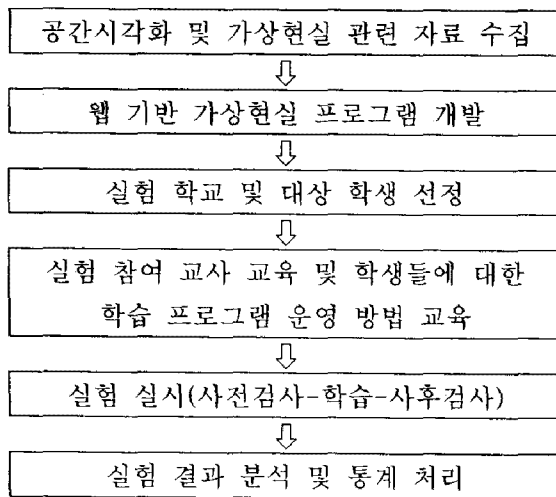 공간시각화 및 가상현실 관련 자료 수집
웹 기반 가상현실 프로그램 개발
실험 학교 및 대상 학생 선정
실험 참여 교사 교육 및 학생들에 대한
학습 프로그램 운영 방법 교육
실험 실시(사전검사-학습-사후검사)
실험 결과 분석 및 통계 처리